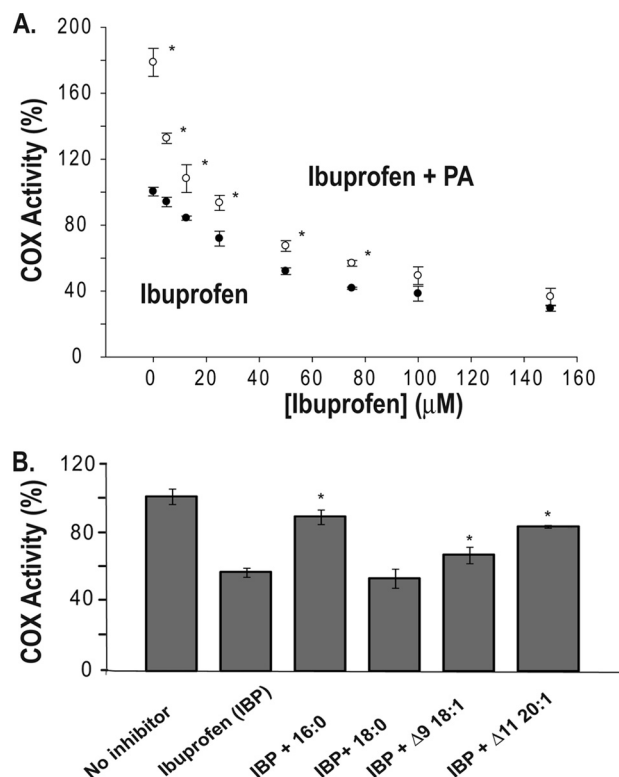 A.
COX Activity (%)
200
160
120
80
40
0
*
*
*
*
*
*
Ibuprofen + PA
Ibuprofen
0 20 40 60 80 100 120 140 160
[Ibuprofen] (μM)
B.
COX Activity (%)
120
80
40
0
*
*
*
No inhibitor
Ibuprofen (IBP)
IBP + 16:0
IBP+ 18:0
IBP + Δ9 18:1
IBP + Δ11 20:1